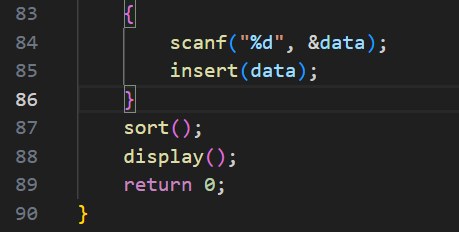 83 {
84 scanf("%d", &data);
85 insert(data);
86 }
87 sort();
88 display();
89 return 0;
90 }